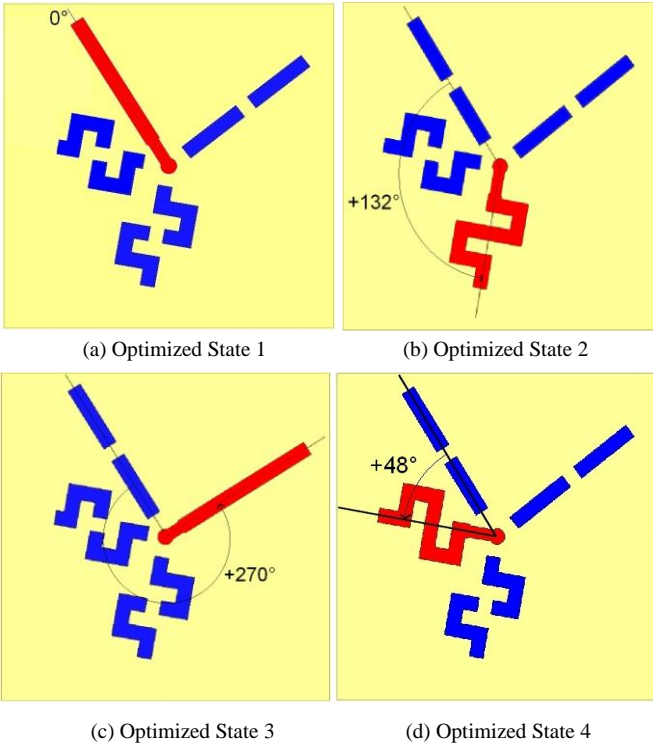 0°
(a) Optimized State 1
+132°
(b) Optimized State 2
+270°
(c) Optimized State 3
+48°
(d) Optimized State 4